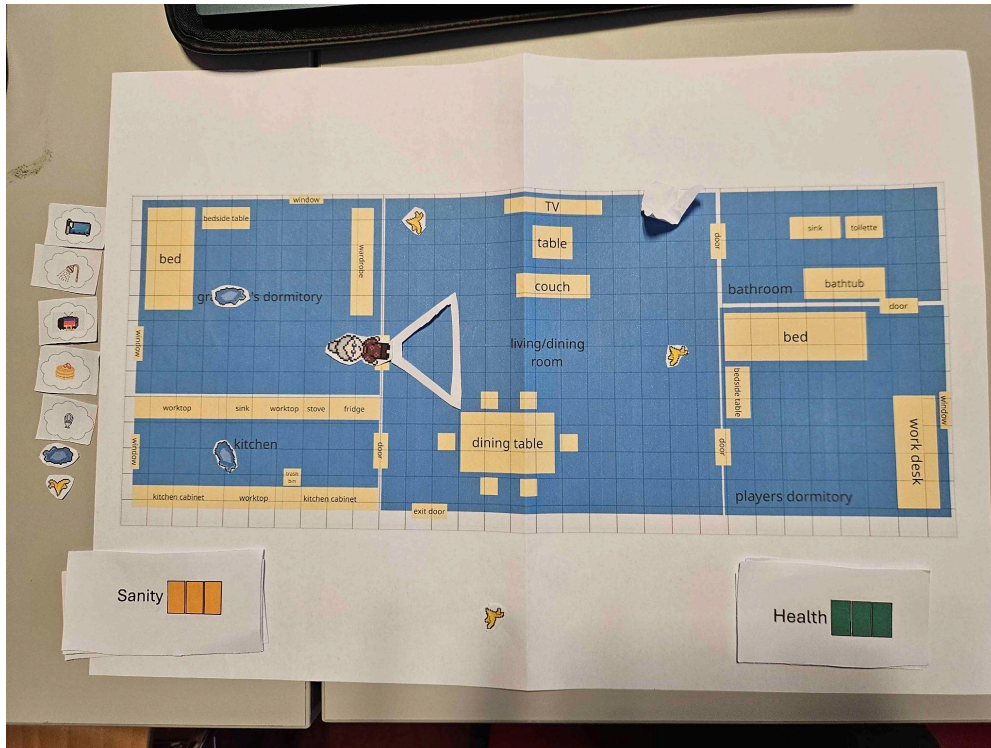 window
bedside table
bed
's dormitory
wardrobe
window
TV
table
couch
living/dining
room
door
sink
toilette
bathtub
bathroom
door
bed
bedside table
window
work desk
door
players dormitory
worktop
sink
worktop
stove
fridge
kitchen
window
door
trash
bin
kitchen cabinet
worktop
kitchen cabinet
dining table
exit door
Sanity
Health